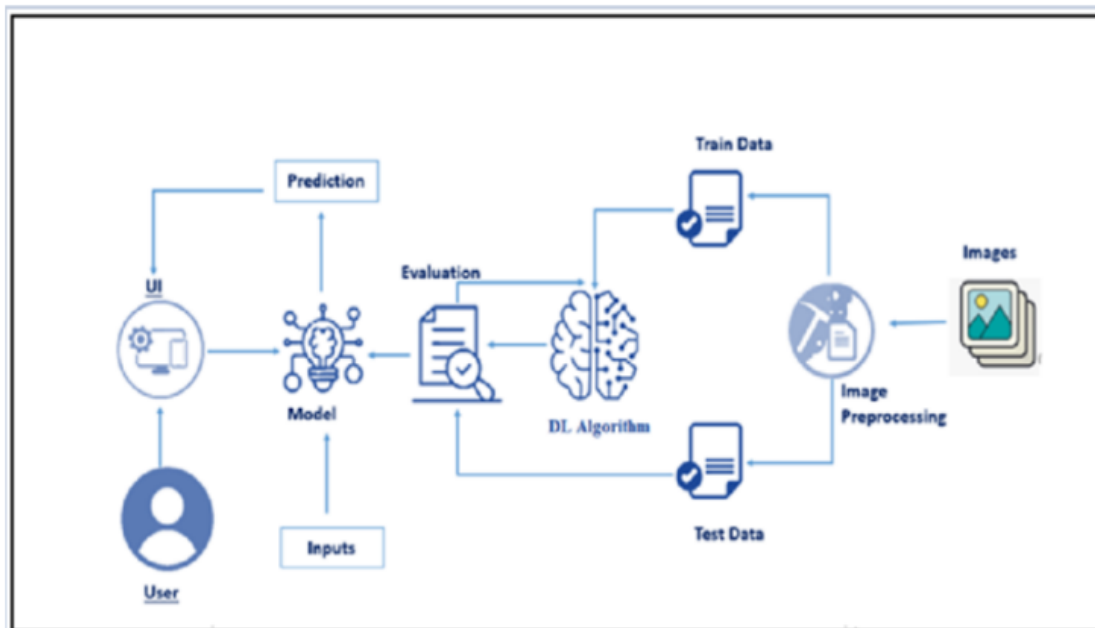 Train Data
Prediction
Images
Evaluation
UI
Image
Preprocessing
Model
DL Algorithm
Test Data
Inputs
User